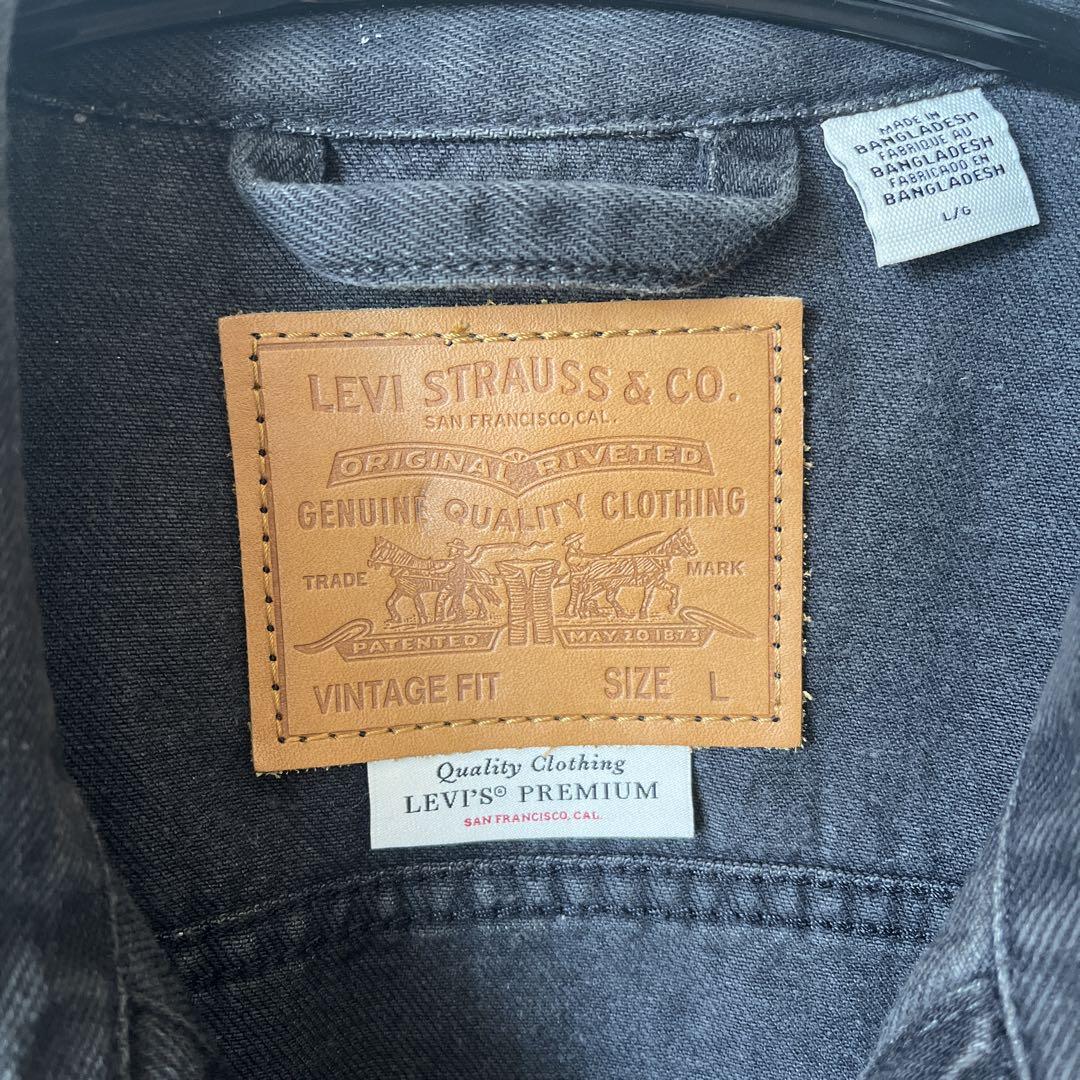 MADE IN
BANGLADESH
FABRIQUE AU
BANGLADESH
FABRICADO EN
BANGLADESH
L/G
LEVI STRAUSS & CO.
SAN FRANCISCO, CAL.
ORIGINAL RIVETED
GENUINE QUALITY CLOTHING
TRADE MARK
PATENTED MAY 20 1873
VINTAGE FIT SIZE L
Quality Clothing
LEVI'S® PREMIUM
SAN FRANCISCO, CAL.